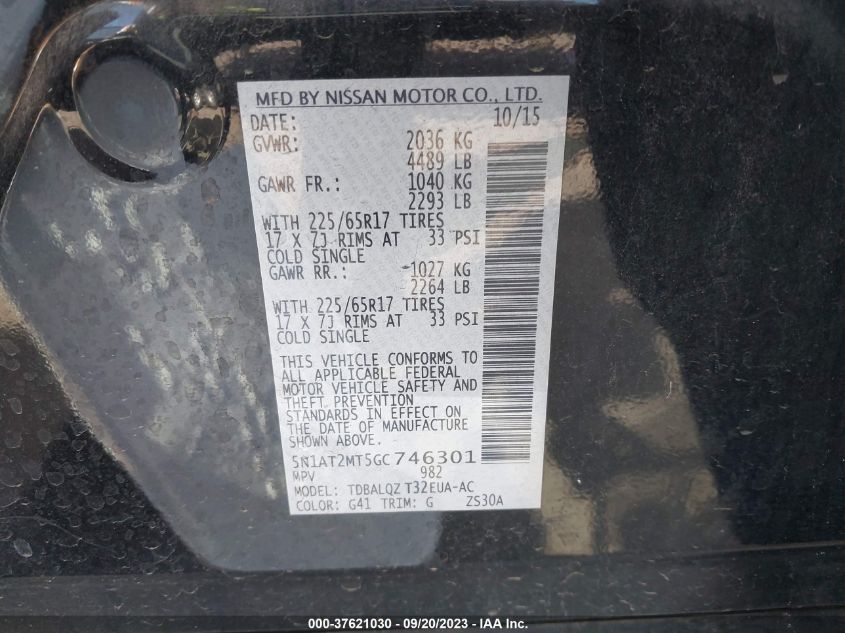 MFD BY NISSAN MOTOR CO., LTD.
DATE: 10/15
GVWR: 2036 KG
4489 LB
GAWR FR.: 1040 KG
2293 LB
WITH 225/65R17 TIRES
17 X 7J RIMS AT 33 PSI
COLD SINGLE
GAWR RR.: 1027 KG
2264 LB
WITH 225/65R17 TIRES
17 X 7J RIMS AT 33 PSI
COLD SINGLE
THIS VEHICLE CONFORMS TO
ALL APPLICABLE FEDERAL
MOTOR VEHICLE SAFETY AND
THEFT PREVENTION
STANDARDS IN EFFECT ON
THE DATE OF MANUFACTURE
SHOWN ABOVE.
5N1AT2MT5GC746301
MPV 982
MODEL: TDBALQZ T32EUA-AC
COLOR: G41 TRIM: G ZS30A
000-37621030 - 09/20/2023 - IAA Inc.